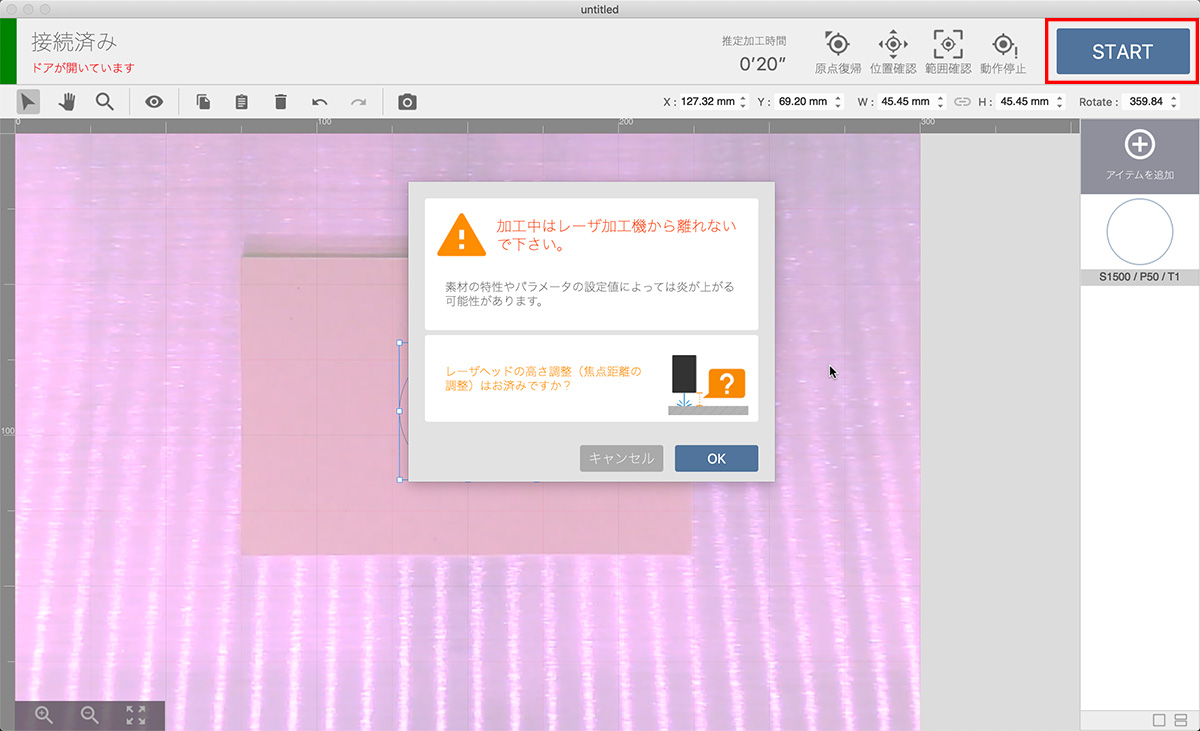 untitled
接続済み
ドアが開いています
推定加工時間
0'20"
原点復帰
位置確認
範囲確認
動作停止
START
X : 127.32 mm Y : 69.20 mm W : 45.45 mm H : 45.45 mm Rotate : 359.84
0 100 200 300
アイテムを追加
S1500 / P50 / T1
加工中はレーザ加工機から離れない
で下さい。
素材の特性やパラメータの設定値によっては炎が上がる
可能性があります。
レーザヘッドの高さ調整（焦点距離の
調整）はお済みですか？
?
キャンセル
OK
100